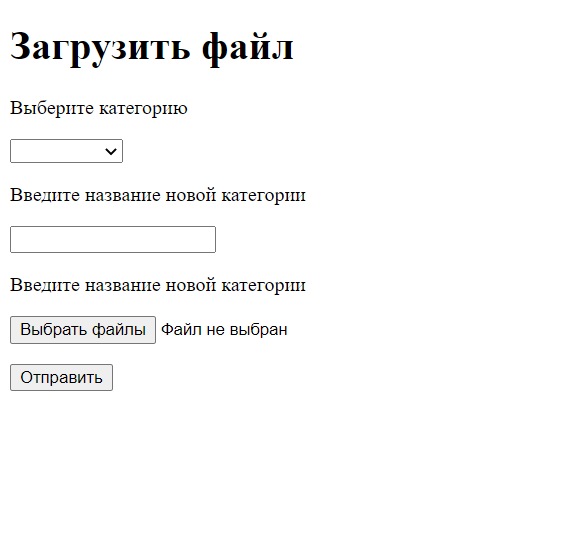 Загрузить файл
Выберите категорию
Введите название новой категории
Введите название новой категории
Выбрать файлы Файл не выбран
Отправить